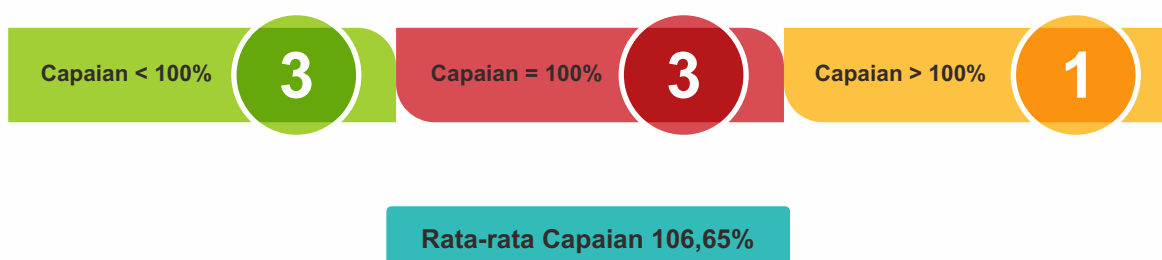 Capaian < 100%
3
Capaian = 100%
3
Capaian > 100%
1
Rata-rata Capaian 106,65%